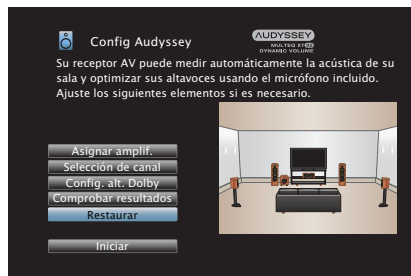 Config Audyssey
AUDYSSEY
MULTEQ XT32
DYNAMIC VOLUME
Su receptor AV puede medir automáticamente la acústica de su
sala y optimizar sus altavoces usando el micrófono incluido.
Ajuste los siguientes elementos si es necesario.
Asignar amplif.
Selección de canal
Config. alt. Dolby
Comprobar resultados
Restaurar
Iniciar